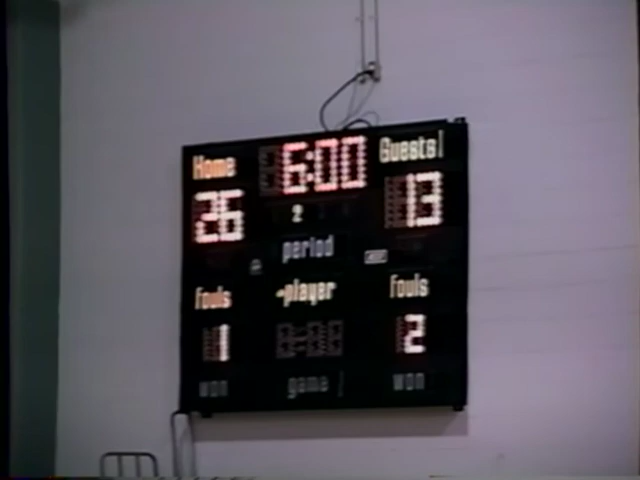 Home 6:00 Guests
26 2 13
period
Fouls player Fouls
1 2
won game won